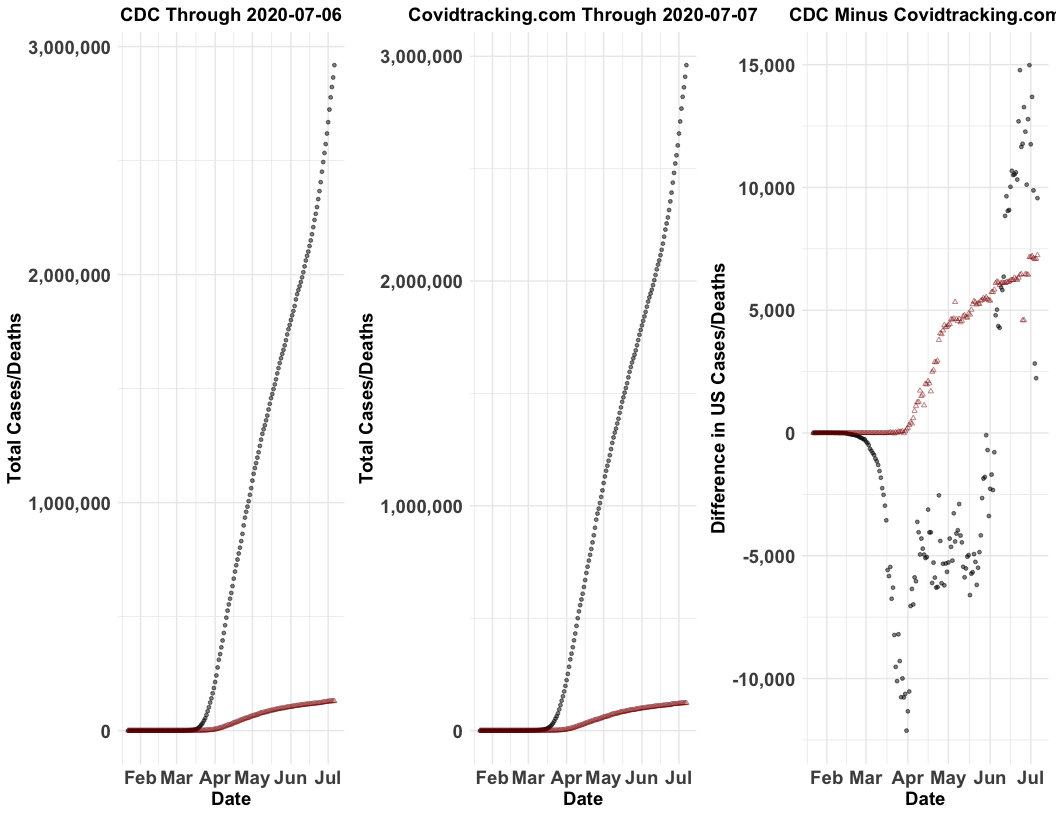 CDC Through 2020-07-06
3,000,000
2,000,000
1,000,000
0
Total Cases/Deaths
Feb Mar Apr May Jun Jul
Date
Covidtracking.com Through 2020-07-07
3,000,000
2,000,000
1,000,000
0
Total Cases/Deaths
Feb Mar Apr May Jun Jul
Date
CDC Minus Covidtracking.com
15,000
10,000
5,000
0
-5,000
-10,000
Difference in US Cases/Deaths
Feb Mar Apr May Jun Jul
Date